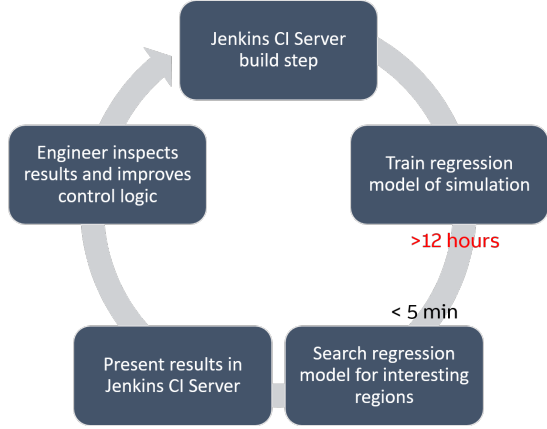 Jenkins CI Server
build step
Train regression
model of simulation
>12 hours
< 5 min
Search regression
model for interesting
regions
Present results in
Jenkins CI Server
Engineer inspects
results and improves
control logic